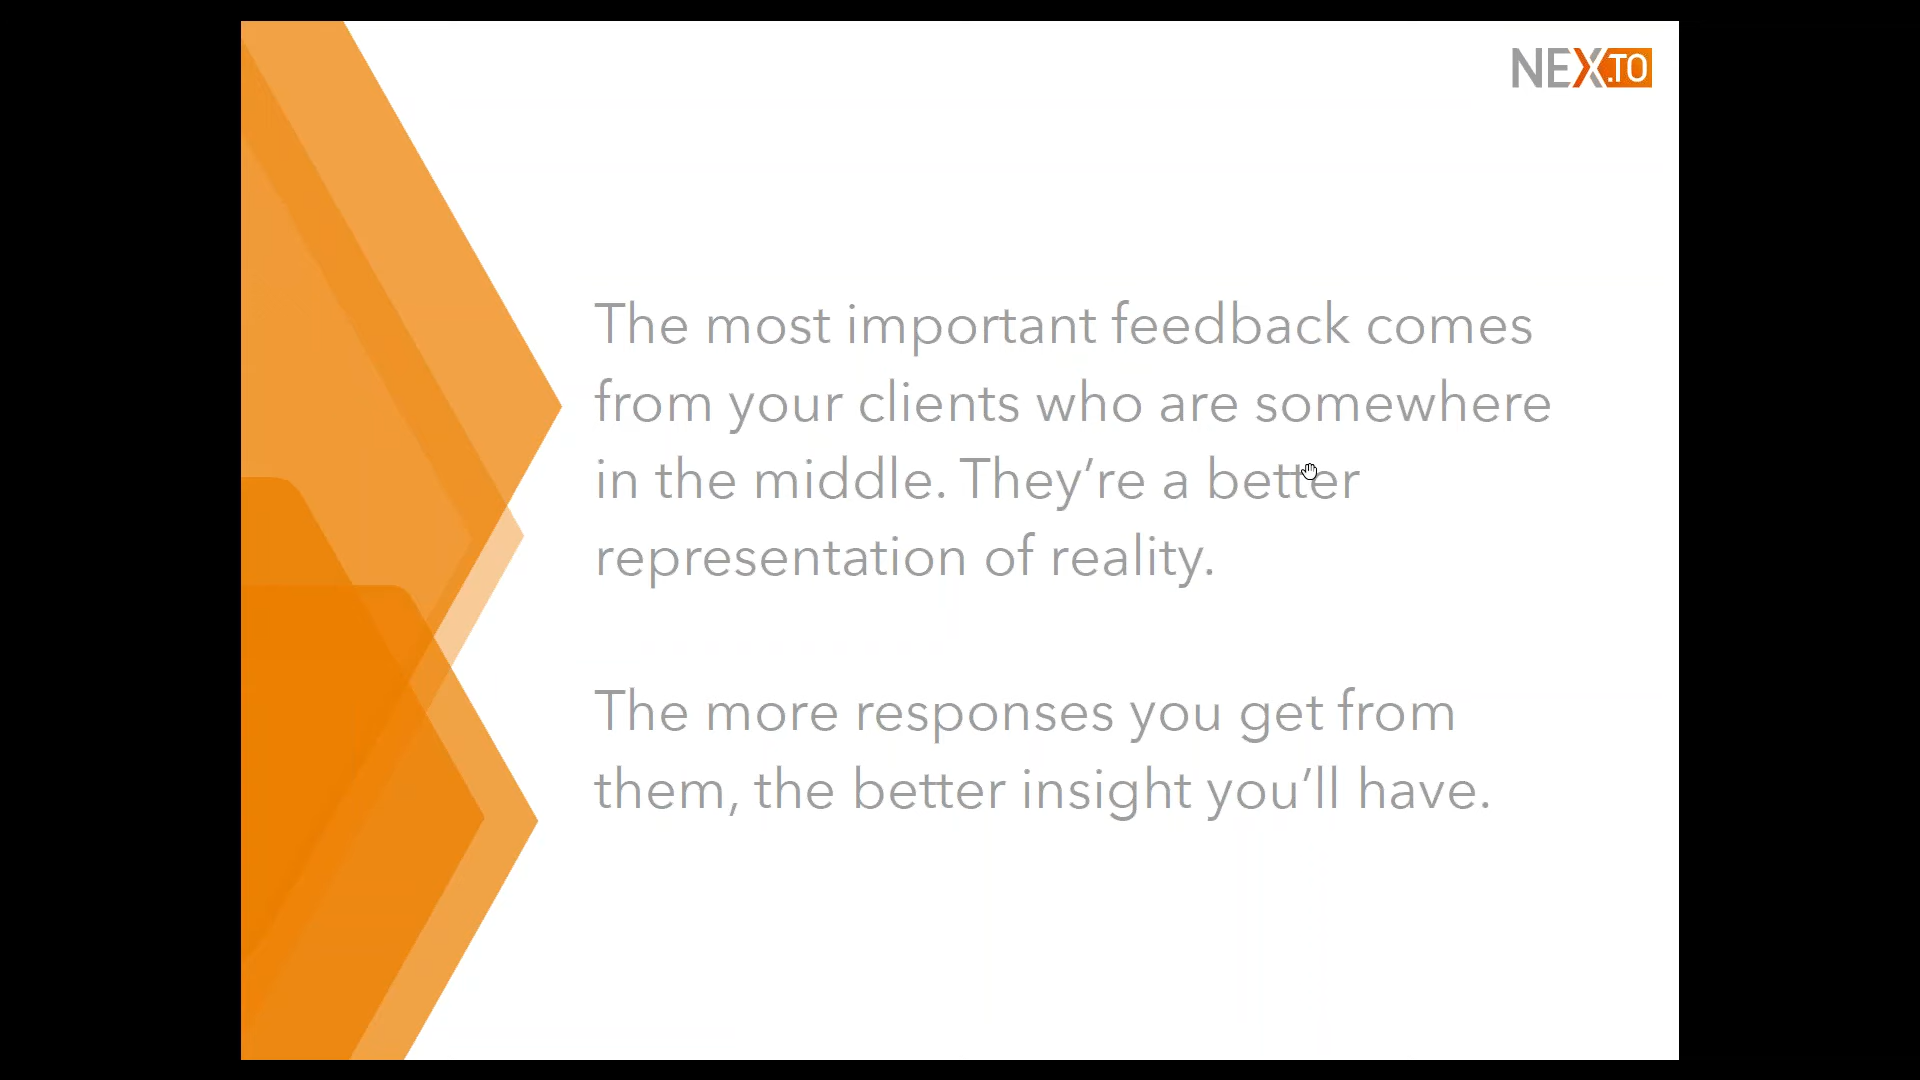 NEX.TO
The most important feedback comes
from your clients who are somewhere
in the middle. They’re a better
representation of reality.
The more responses you get from
them, the better insight you’ll have.